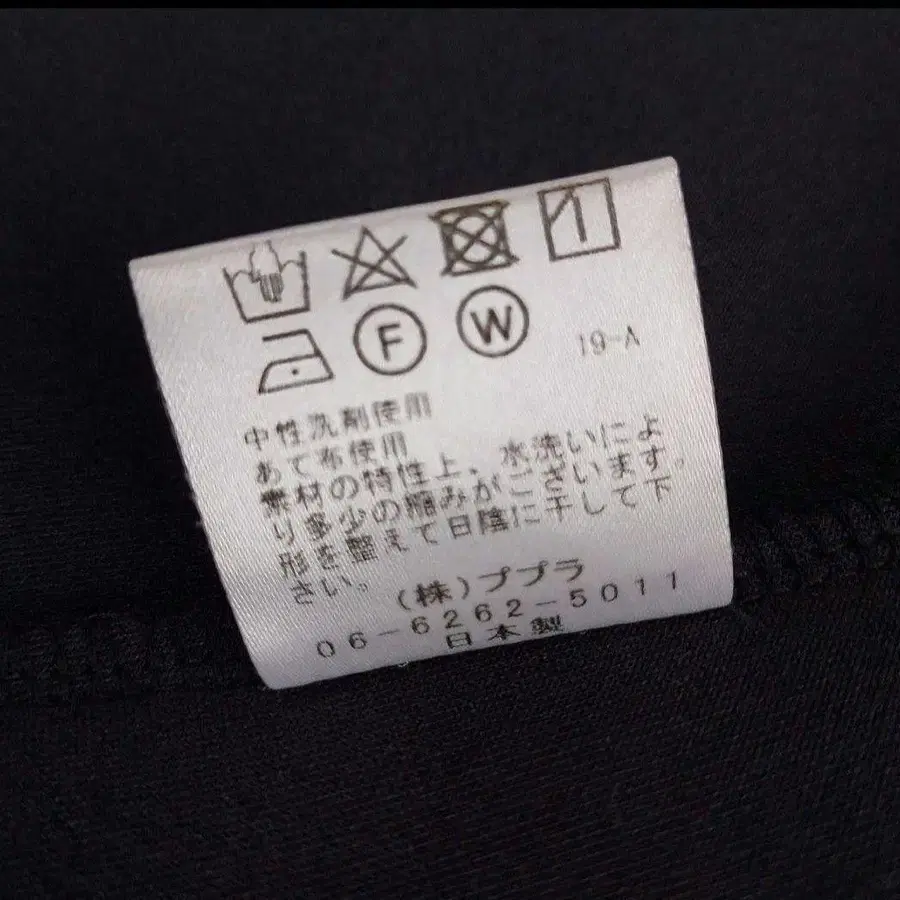 F W 19-A
中性洗剤使用
あて布使用
素材の特性上、水洗いによ
り多少の縮みがございます。
形を整えて日陰に干して下
さい。
(株)ププラ
06-6262-5011
日本製